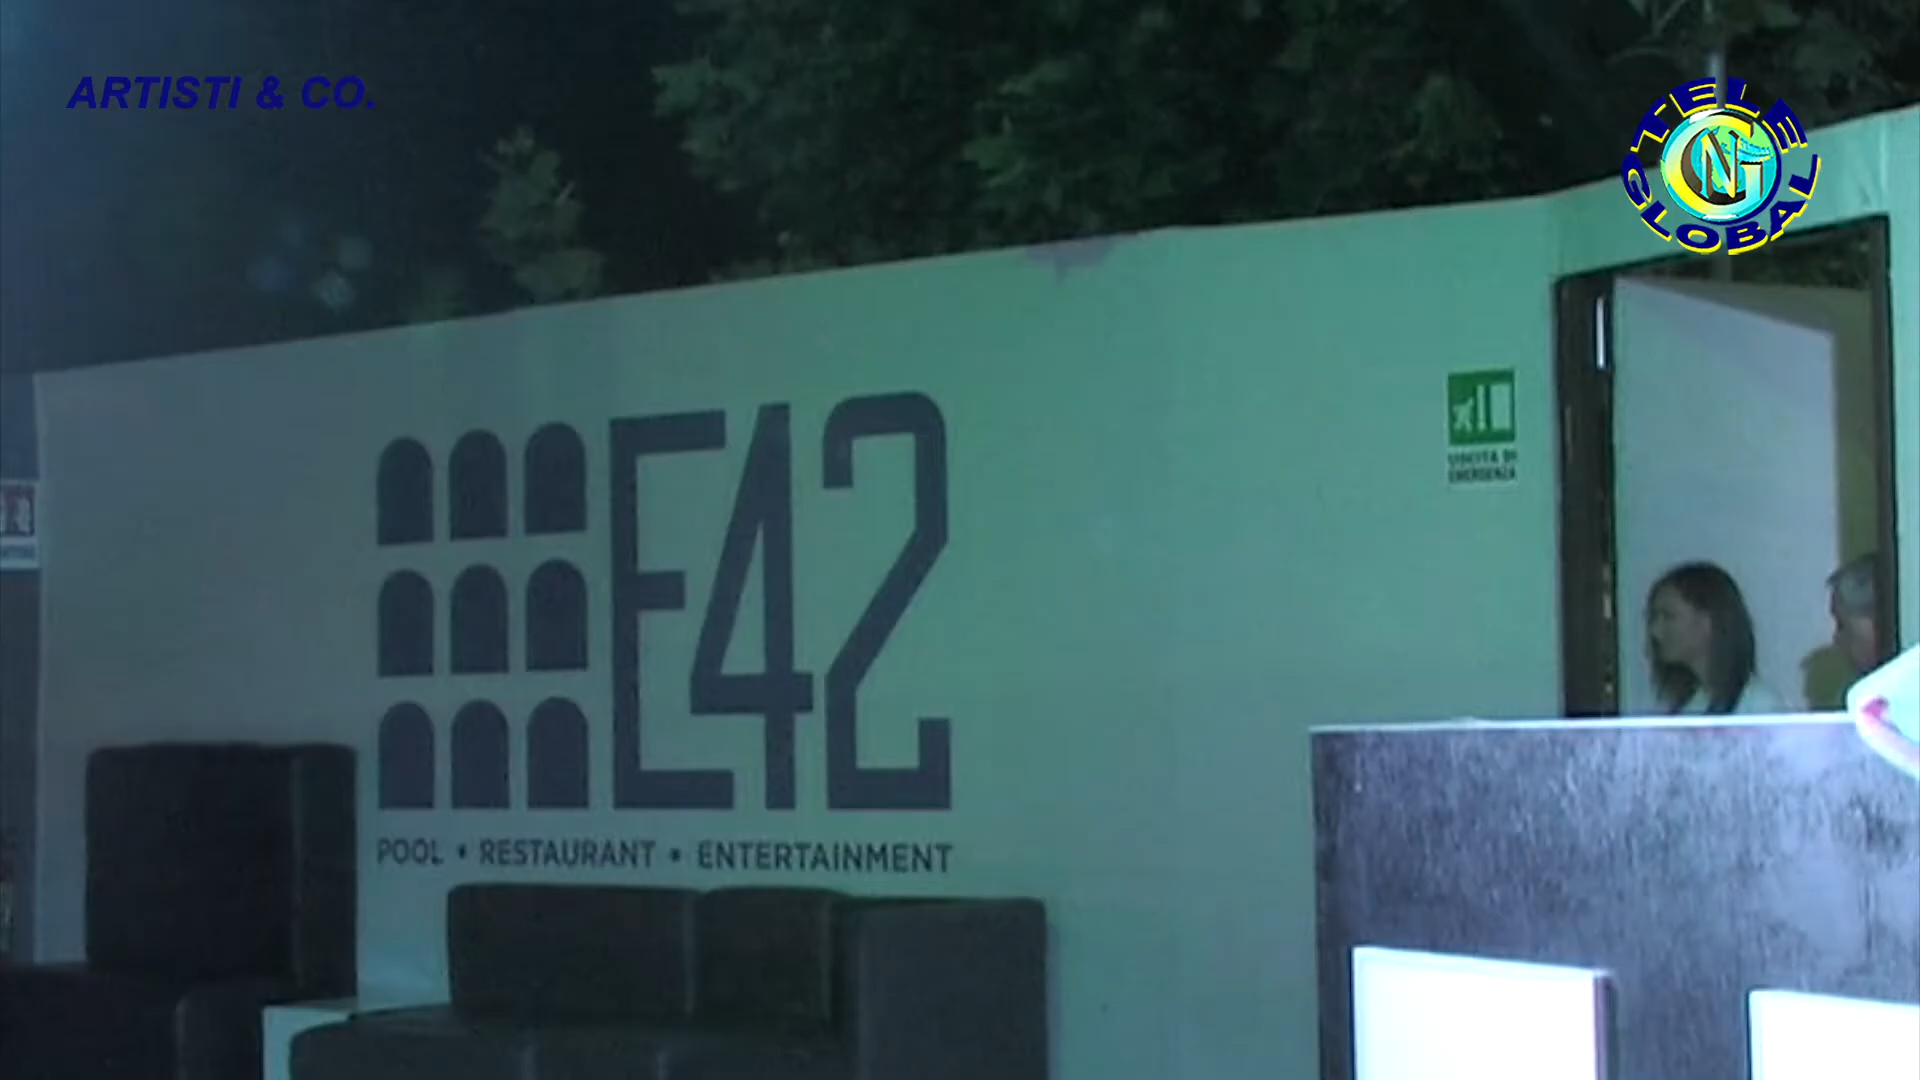 ARTISTI & CO.
TELE
GLOBAL
E42
POOL • RESTAURANT • ENTERTAINMENT
USCITA DI
EMERGENZA